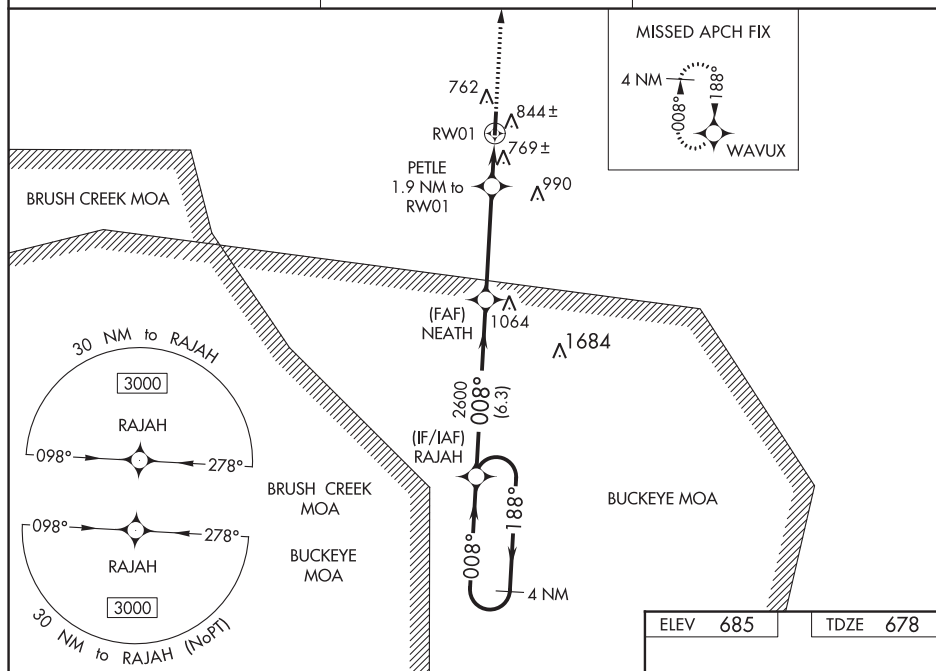 MISSED APCH FIX
4 NM
188°
008°
WAVUX
762
844±
RW01
769±
PETLE
1.9 NM to
RW01
990
BRUSH CREEK MOA
(FAF)
NEATH
1064
1684
30 NM to RAJAH
3000
RAJAH
098°
278°
2600
008°
(6.3)
(IF/IAF)
RAJAH
BRUSH CREEK
MOA
BUCKEYE
MOA
BUCKEYE MOA
188°
008°
4 NM
098°
278°
RAJAH
3000
30 NM to RAJAH (NoPT)
ELEV 685
TDZE 678